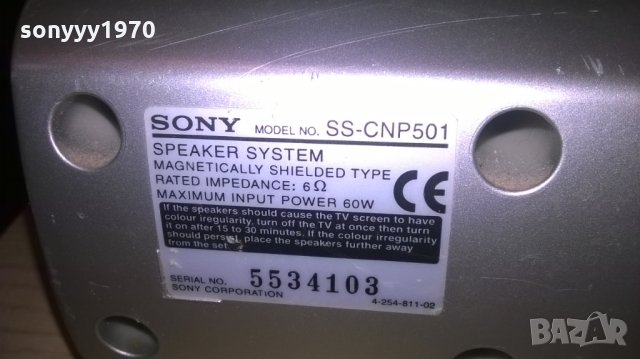 sonyyy1970
SONY MODEL NO. SS-CNP501
SPEAKER SYSTEM
MAGNETICALLY SHIELDED TYPE
RATED IMPEDANCE: 6Ω
MAXIMUM INPUT POWER 60W
CE
If the speakers should cause the TV screen to have
colour irregularity, turn off the TV at once then turn
it on after 15 to 30 minutes. If the colour irregularity
should persist, place the speakers further away
from the set.
SERIAL NO. 5534103
SONY CORPORATION
4-254-811-02
BAZAR
bg